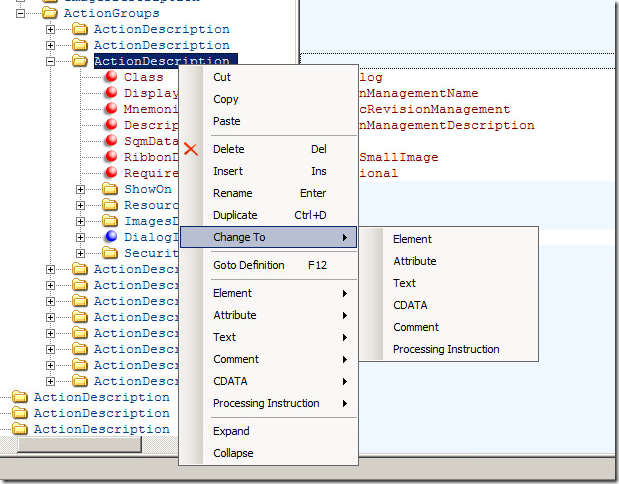 ActionGroups
ActionDescription
ActionDescription
ActionDescription
Class log
Display nManagementName
Mnemoni cRevisionManagement
Descrip nManagementDescription
SqmData
RibbonD SmallImage
Require ional
ShowOn
Resourc
ImagesD
DialogI
Securit
ActionDescr
ActionDescr
ActionDescr
ActionDescr
ActionDescr
ActionDescr
ActionDescr
ActionDescr
ActionDescription
ActionDescription
ActionDescription
Cut
Copy
Paste
Delete Del
Insert Ins
Rename Enter
Duplicate Ctrl+D
Change To
Goto Definition F12
Element
Attribute
Text
Comment
CDATA
Processing Instruction
Expand
Collapse
Element
Attribute
Text
CDATA
Comment
Processing Instruction